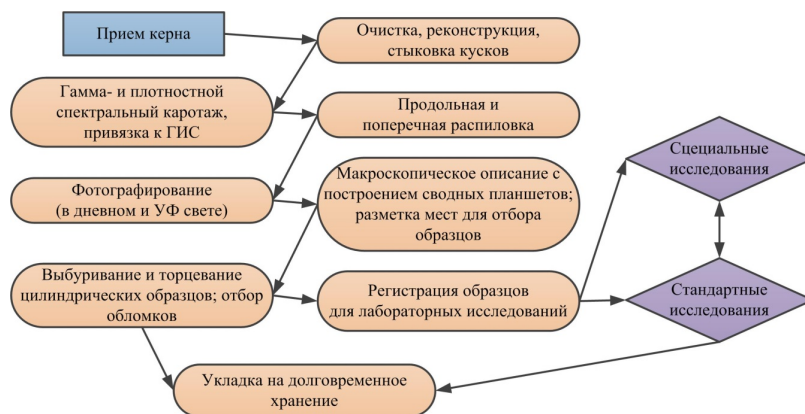 Прием керна
Очистка, реконструкция,
стыковка кусков
Гамма- и плотностной
спектральный каротаж,
привязка к ГИС
Продольная и
поперечная распиловка
Фотографирование
(в дневном и УФ свете)
Макроскопическое описание с
построением сводных планшетов;
разметка мест для отбора
образцов
Сцециальные
исследования
Выбуривание и торцевание
цилиндрических образцов; отбор
обломков
Регистрация образцов
для лабораторных исследований
Стандартные
исследования
Укладка на долговременное
хранение